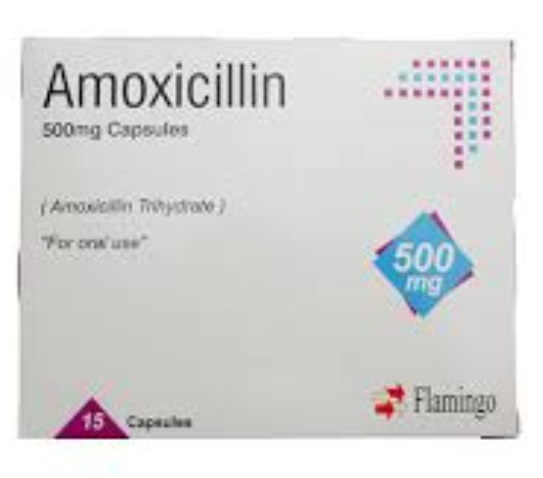 Amoxicillin
500mg Capsules
( Amoxicillin Trihydrate )
"For oral use"
500
mg
15 Capsules
Flamingo